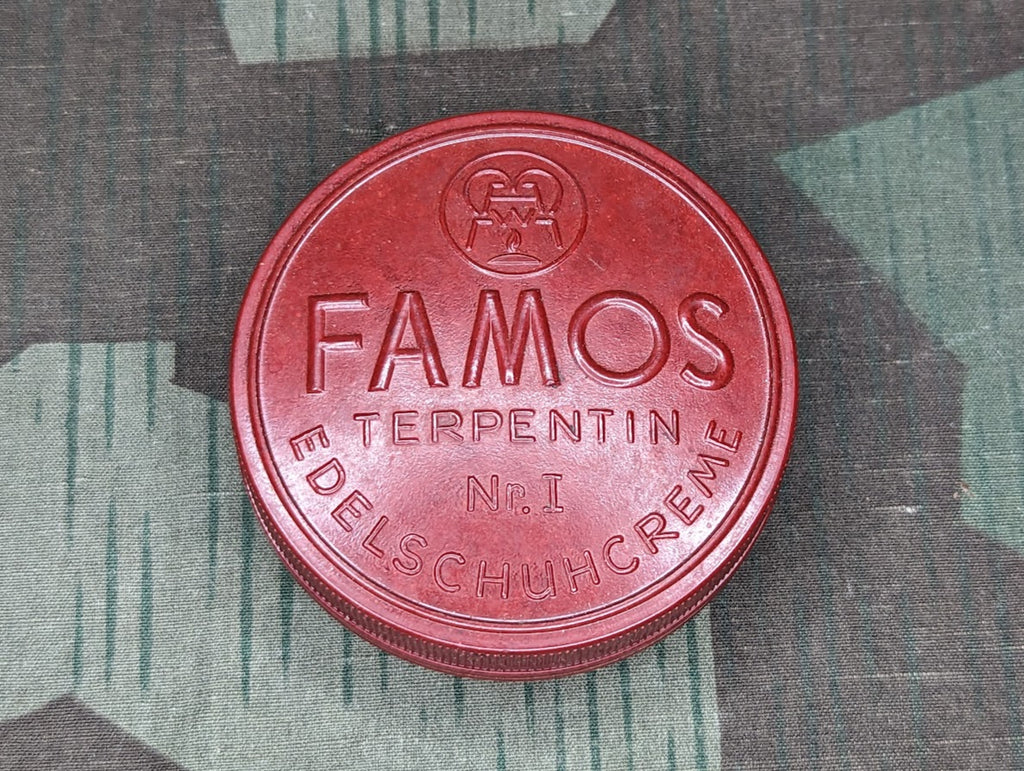 FAMOS
TERPENTIN
Nr. I
EDELSCHUHCREME